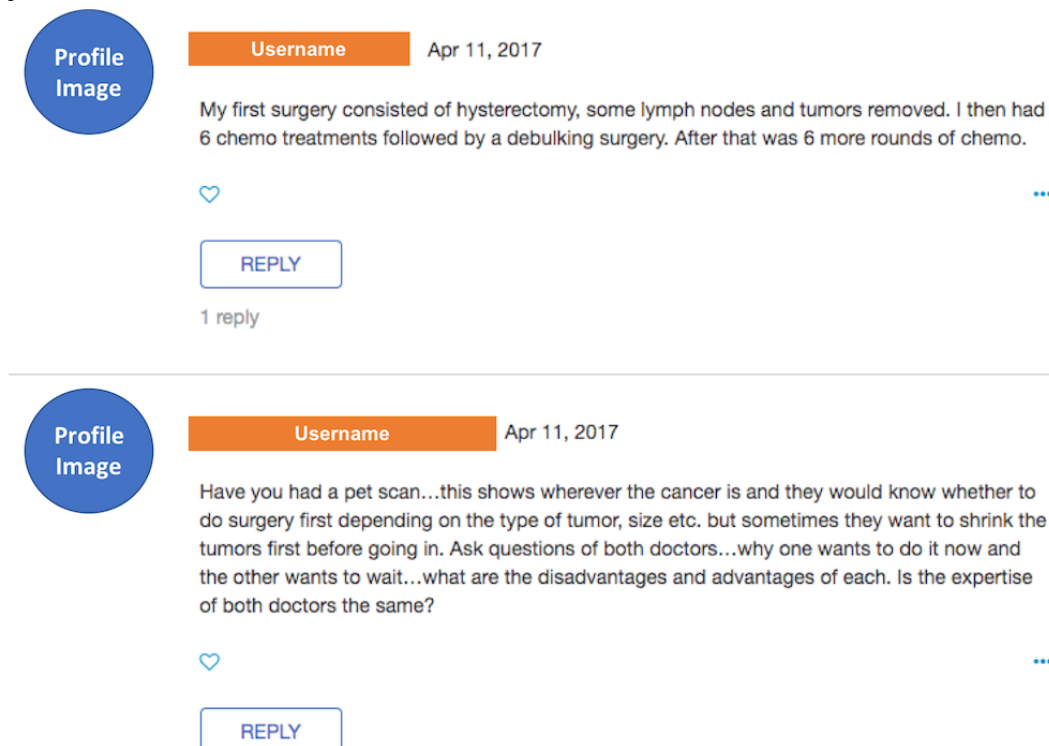 Profile
Image
Username
Apr 11, 2017
My first surgery consisted of hysterectomy, some lymph nodes and tumors removed. I then had
6 chemo treatments followed by a debulking surgery. After that was 6 more rounds of chemo.
REPLY
1 reply
Profile
Image
Username
Apr 11, 2017
Have you had a pet scan...this shows wherever the cancer is and they would know whether to
do surgery first depending on the type of tumor, size etc. but sometimes they want to shrink the
tumors first before going in. Ask questions of both doctors...why one wants to do it now and
the other wants to wait...what are the disadvantages and advantages of each. Is the expertise
of both doctors the same?
REPLY